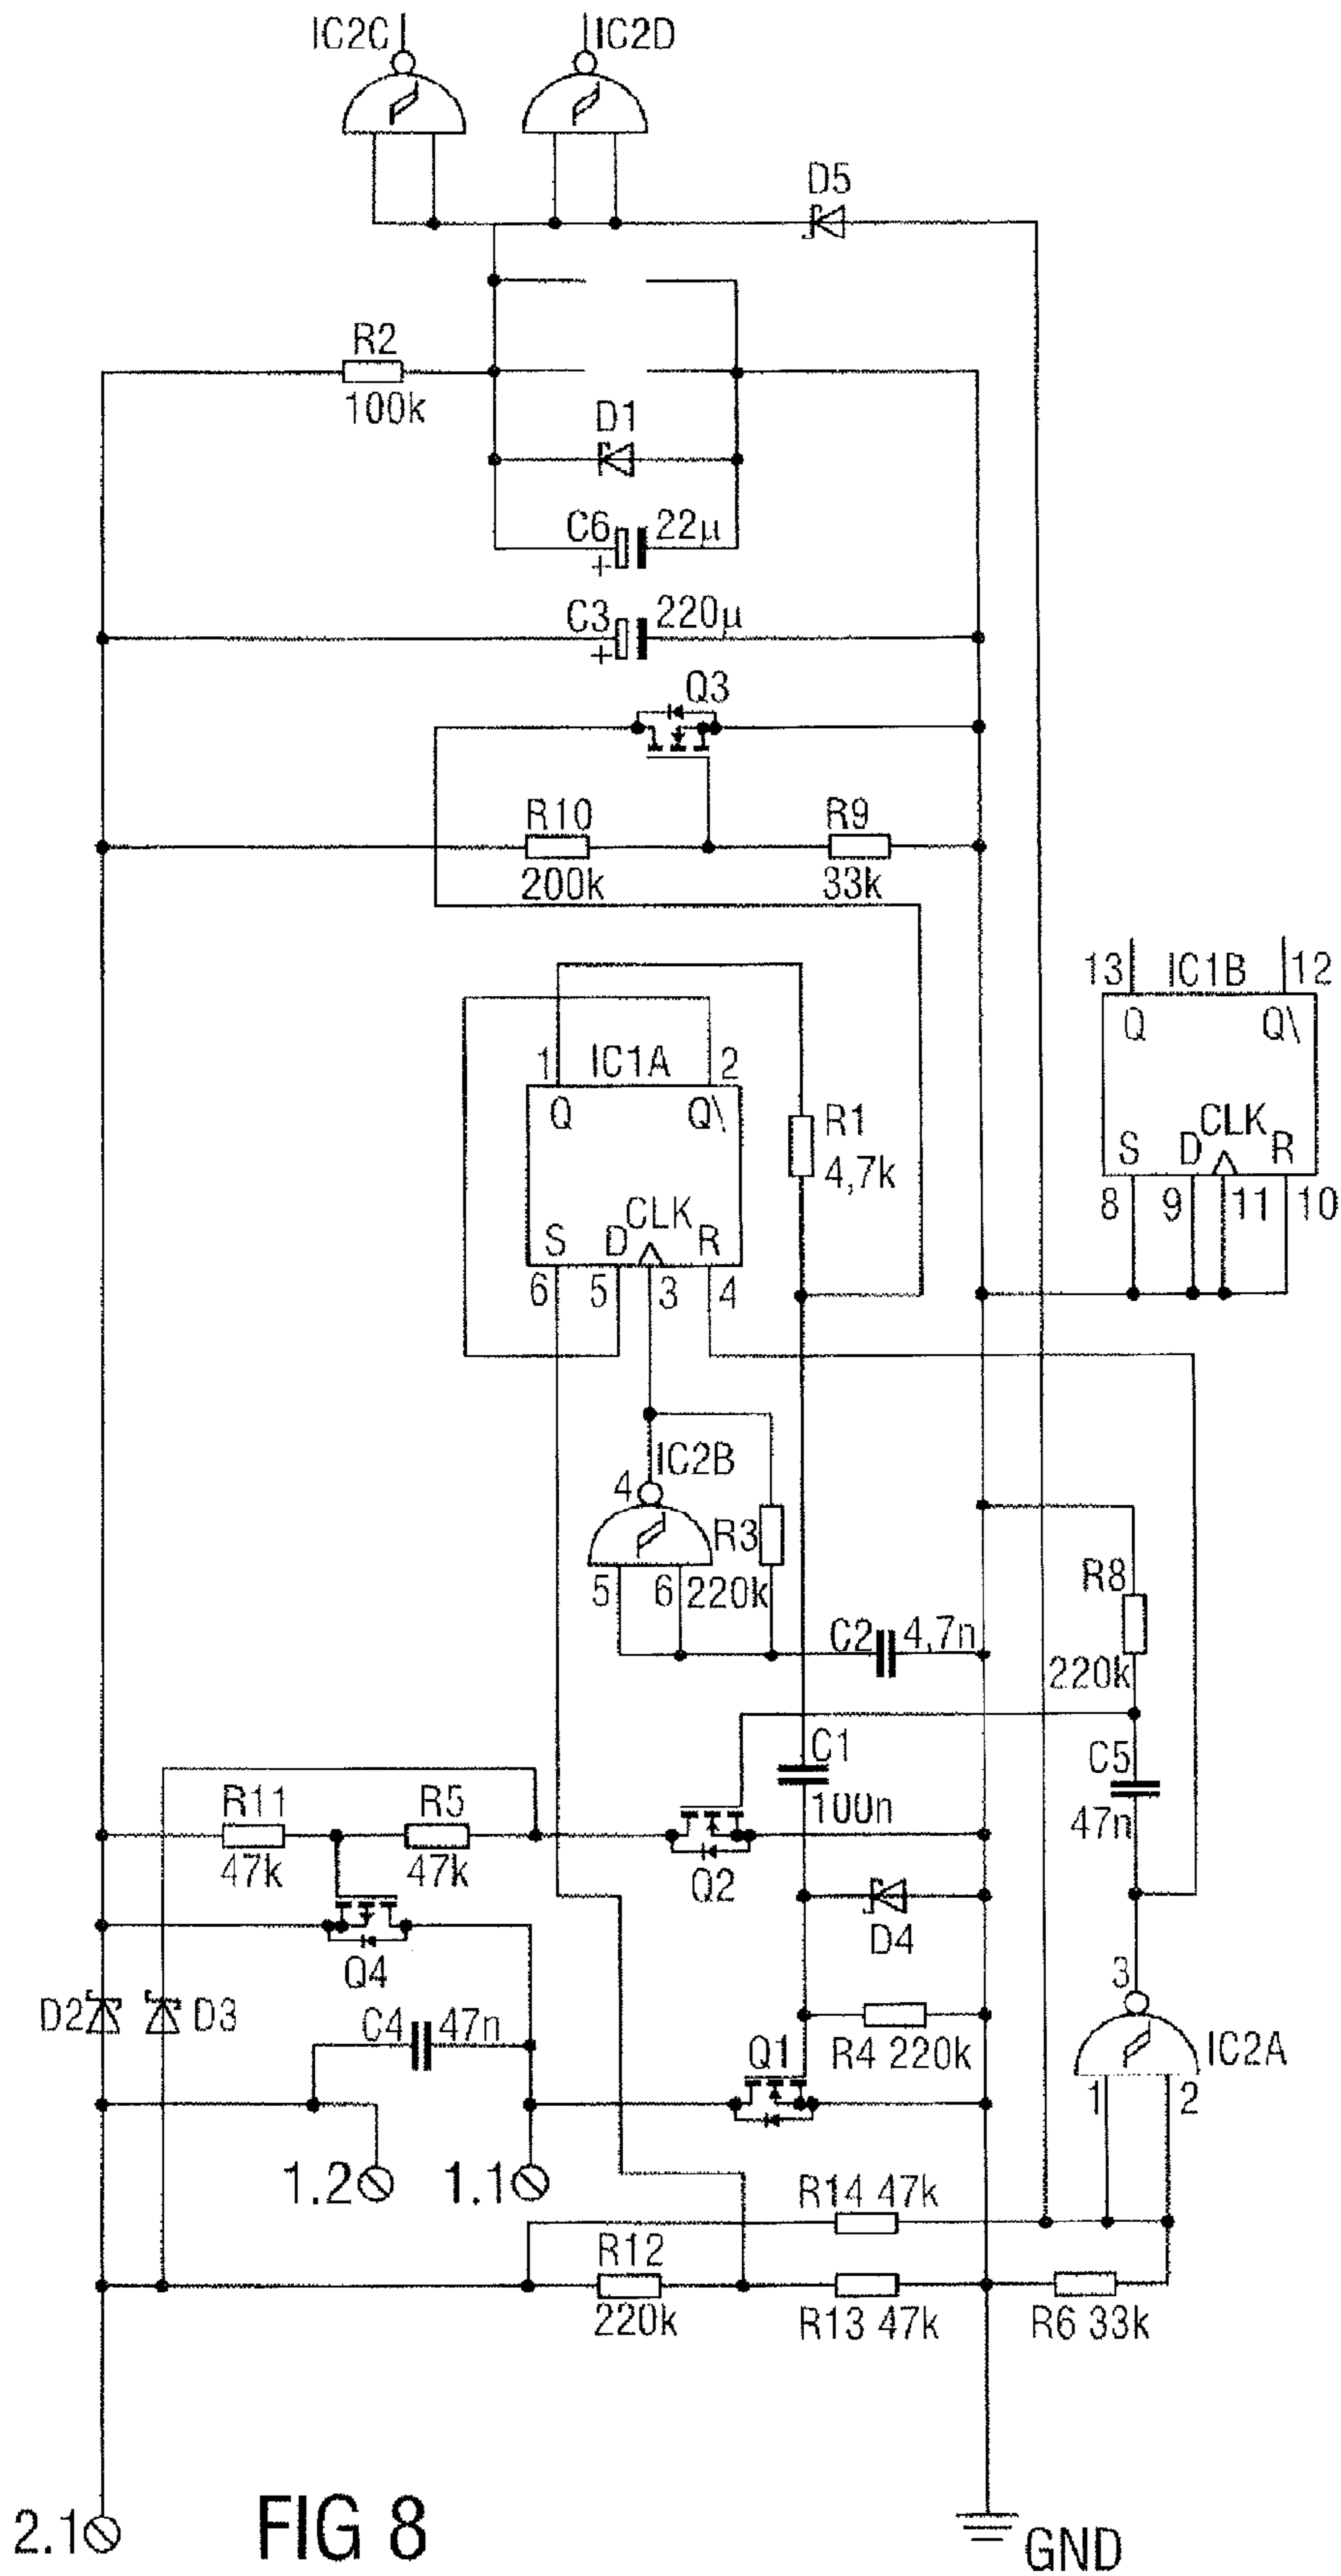 IC2C IC2D
D5
R2
100k
D1
C6 22µ
+
C3 220µ
+
Q3
R10 R9
200k 33k
13 IC1B 12
Q Q\
S D CLK R
8 9 11 10
1 IC1A 2
Q Q\
R1
4,7k
S D CLK R
6 5 3 4
IC2B
4
R3
5 6 220k
R8
220k
C2 4,7n
C1
100n
C5
47n
R11 R5
47k 47k
Q2
Q4
D4
D2 D3
C4 47n
Q1
R4 220k
3
IC2A
1 2
1.2 1.1
R14 47k
R12
220k
R13 47k
R6 33k
2.1
FIG 8
GND